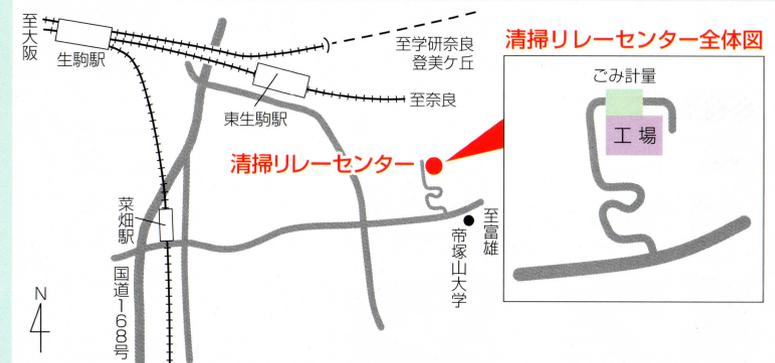 至大阪
生駒駅
至学研奈良
登美ケ丘
至奈良
東生駒駅
清掃リレーセンター
菜畑駅
国道168号
至富雄
帝塚山大学
N
清掃リレーセンター全体図
ごみ計量
工場